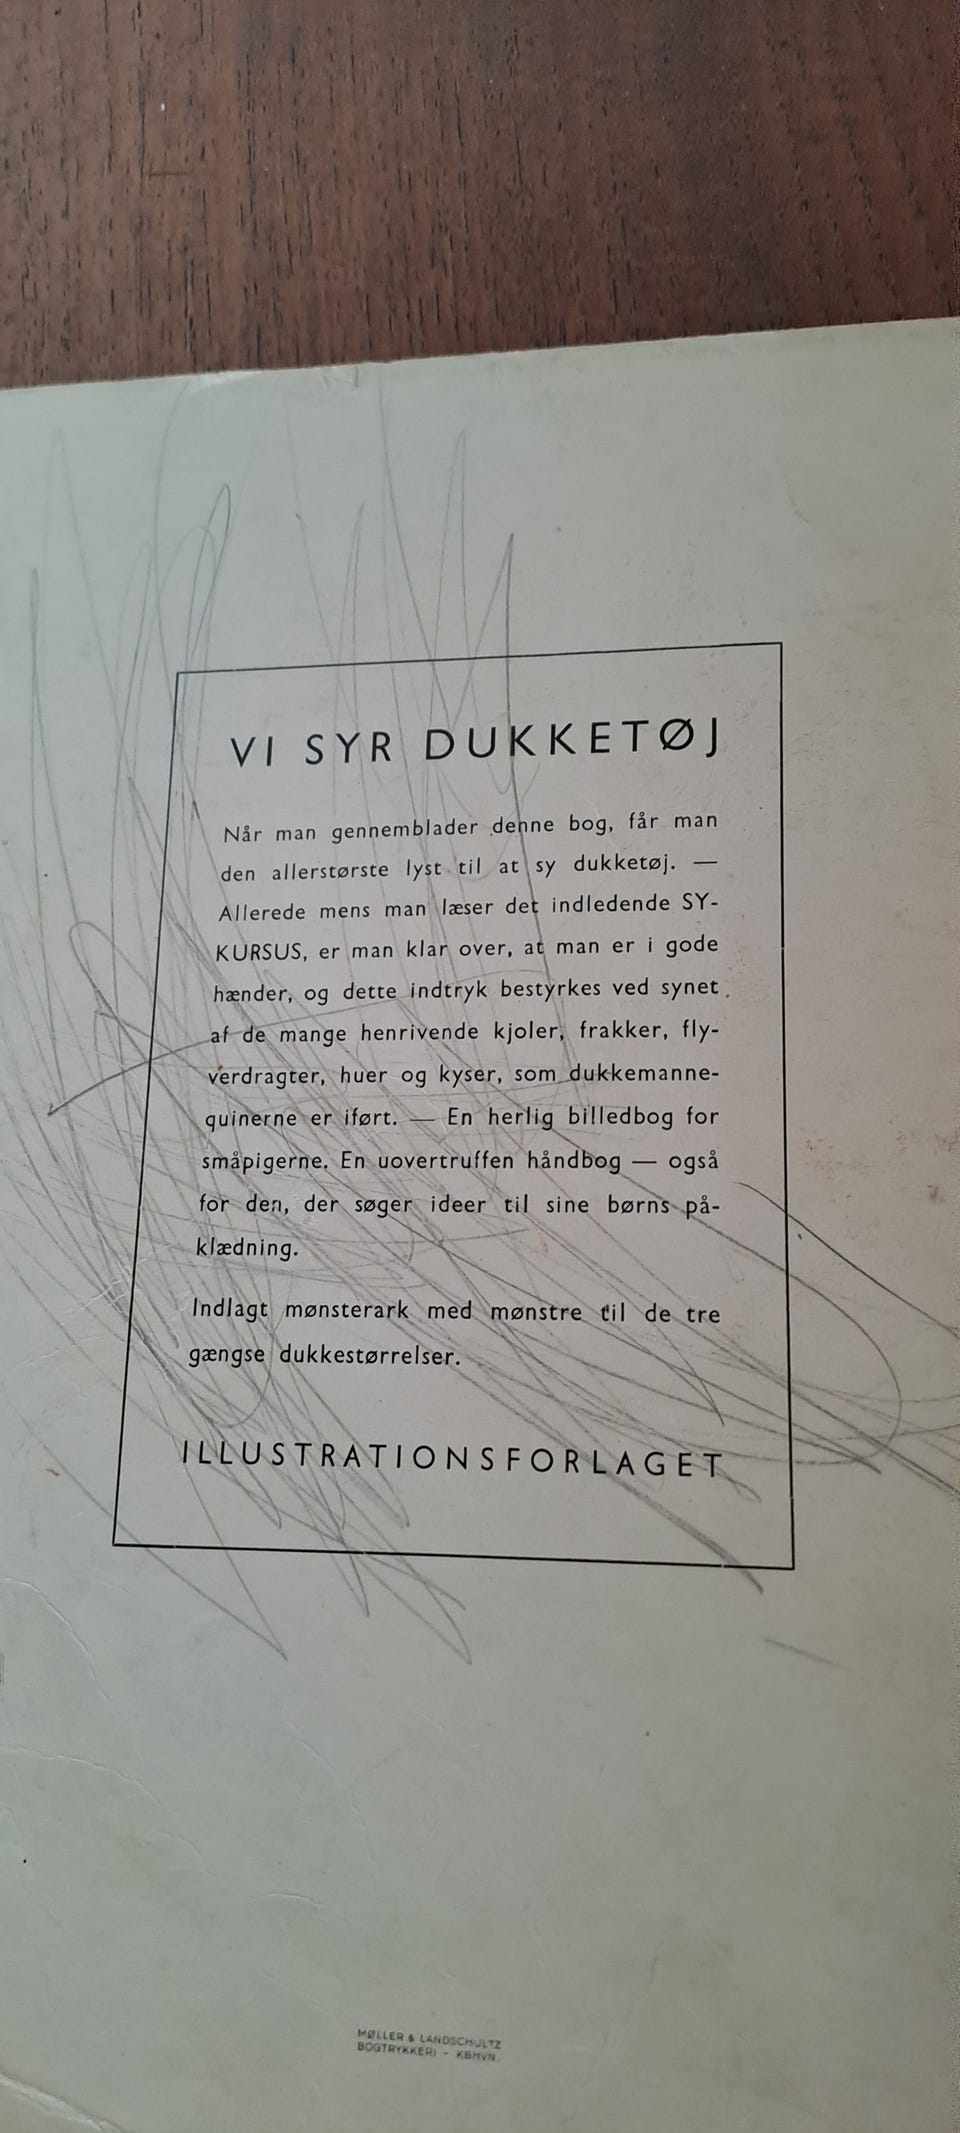 VI SYR DUKKETØJ
Når man gennemblader denne bog, får man
den allerstørste lyst til at sy dukketøj. —
Allerede mens man læser det indledende SY-
KURSUS, er man klar over, at man er i gode
hænder, og dette indtryk bestyrkes ved synet
af de mange henrivende kjoler, frakker, fly-
verdragter, huer og kyser, som dukkemanne-
quinerne er iført. — En herlig billedbog for
småpigerne. En uovertruffen håndbog — også
for den, der søger ideer til sine børns på-
klædning.
Indlagt mønsterark med mønstre til de tre
gængse dukkestørrelser.
ILLUSTRATIONSFORLAGET
MØLLER & LANDSCHULTZ
BOGTRYKKERI - KBHVN.